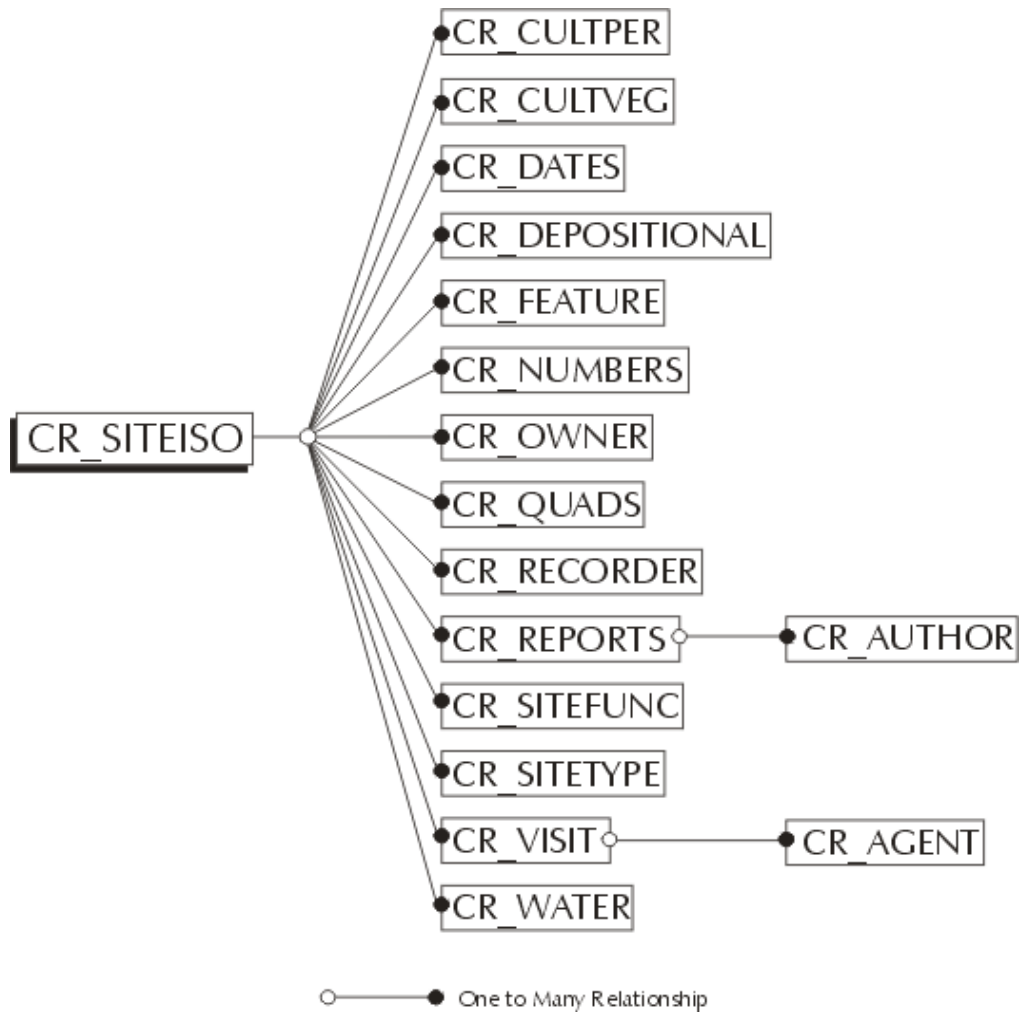 CR_CULTPER
CR_CULTVEG
CR_DATES
CR_DEPOSITIONAL
CR_FEATURE
CR_NUMBERS
CR_SITEISO
CR_OWNER
CR_QUADS
CR_RECORDER
CR_REPORTS
CR_AUTHOR
CR_SITEFUNC
CR_SITETYPE
CR_VISIT
CR_AGENT
CR_WATER
One to Many Relationship